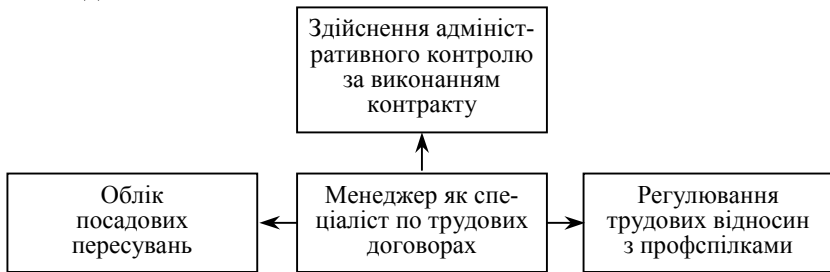 Здійснення адмініст-
ративного контролю
за виконанням
контракту
Облік
посадових
пересувань
Менеджер як спе-
ціаліст по трудових
договорах
Регулювання
трудових відносин
з профспілками